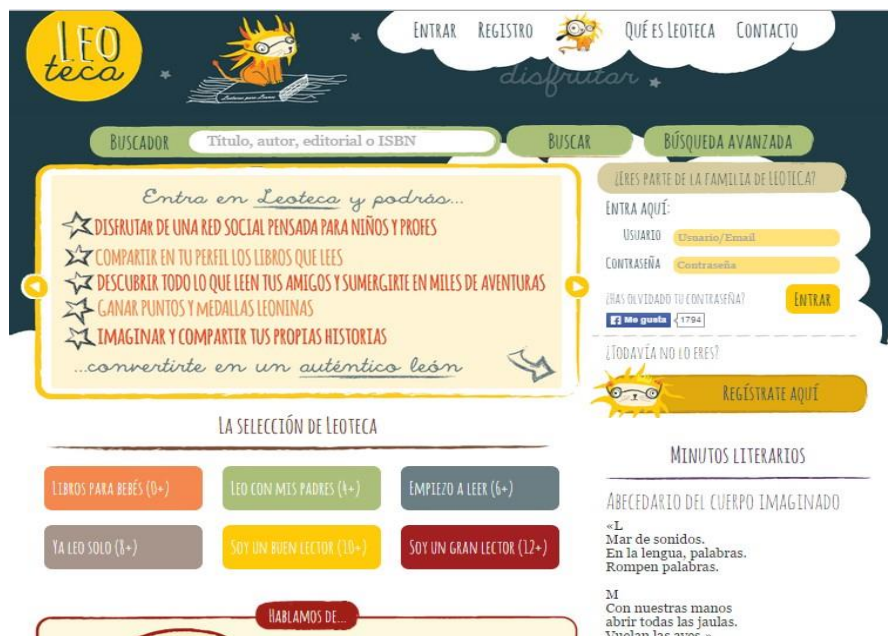 LEO
teca
ENTRAR REGISTRO QUÉ ES LEOTECA CONTACTO
disfrutar
BUSCADOR Título, autor, editorial o ISBN BUSCAR BÚSQUEDA AVANZADA
Entra en Leoteca y podrás...
DISFRUTAR DE UNA RED SOCIAL PENSADA PARA NIÑOS Y PROFES
COMPARTIR EN TU PERFIL LOS LIBROS QUE LEES
DESCUBRIR TODO LO QUE LEEN TUS AMIGOS Y SUMERGIRTE EN MILES DE AVENTURAS
GANAR PUNTOS Y MEDALLAS LEONINAS
IMAGINAR Y COMPARTIR TUS PROPIAS HISTORIAS
...convertirte en un auténtico león
¿ERES PARTE DE LA FAMILIA DE LEOTECA?
ENTRA AQUÍ:
USUARIO Usuario/Email
CONTRASEÑA Contraseña
¿HAS OLVIDADO TU CONTRASEÑA? ENTRAR
Me gusta 1794
¿TODAVÍA NO LO ERES?
REGÍSTRATE AQUÍ
LA SELECCIÓN DE LEOTECA
LIBROS PARA BEBÉS (0+) LEO CON MIS PADRES (4+) EMPIEZO A LEER (6+)
YA LEO SOLO (8+) SOY UN BUEN LECTOR (10+) SOY UN GRAN LECTOR (12+)
HABLAMOS DE...
MINUTOS LITERARIOS
ABECEDARIO DEL CUERPO IMAGINADO
«L
Mar de sonidos.
En la lengua, palabras.
Rompen palabras.
M
Con nuestras manos
abrir todas las jaulas.
Vuelan las aves.»